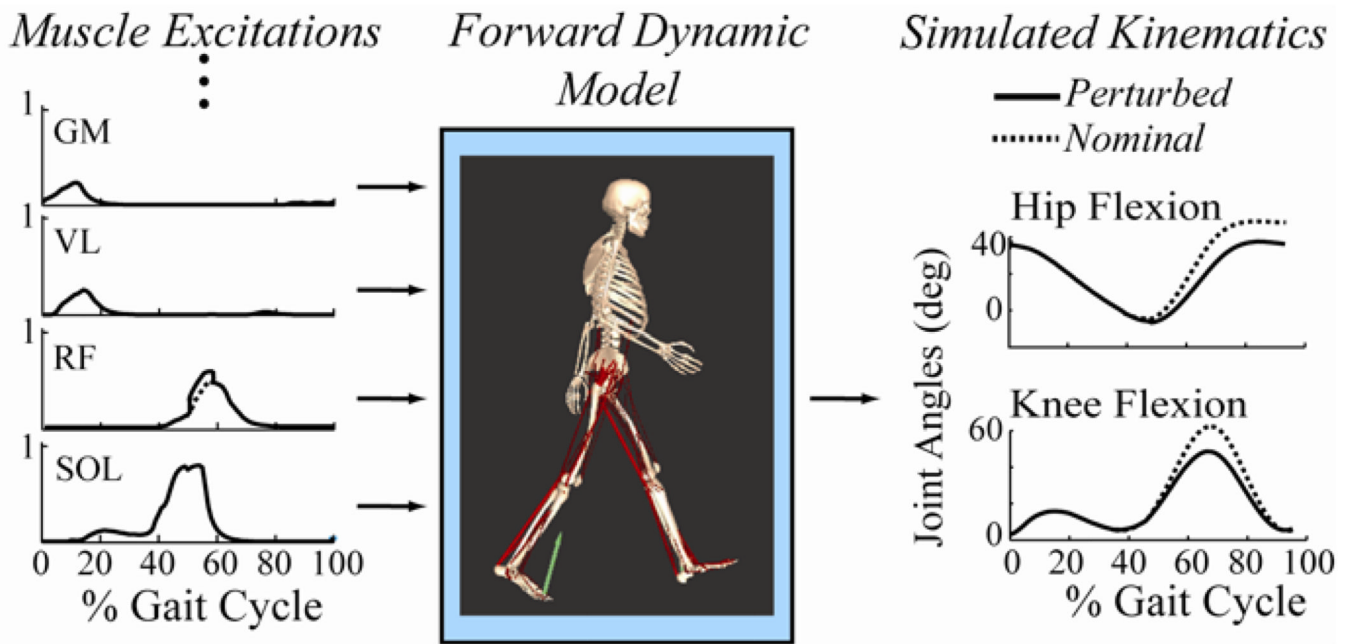 Muscle Excitations
Forward Dynamic
Model
Simulated Kinematics
Perturbed
Nominal
1
GM
1
VL
1
RF
1
SOL
0 20 40 60 80 100
% Gait Cycle
Hip Flexion
40
0
Joint Angles (deg)
Knee Flexion
60
0
0 20 40 60 80 100
% Gait Cycle